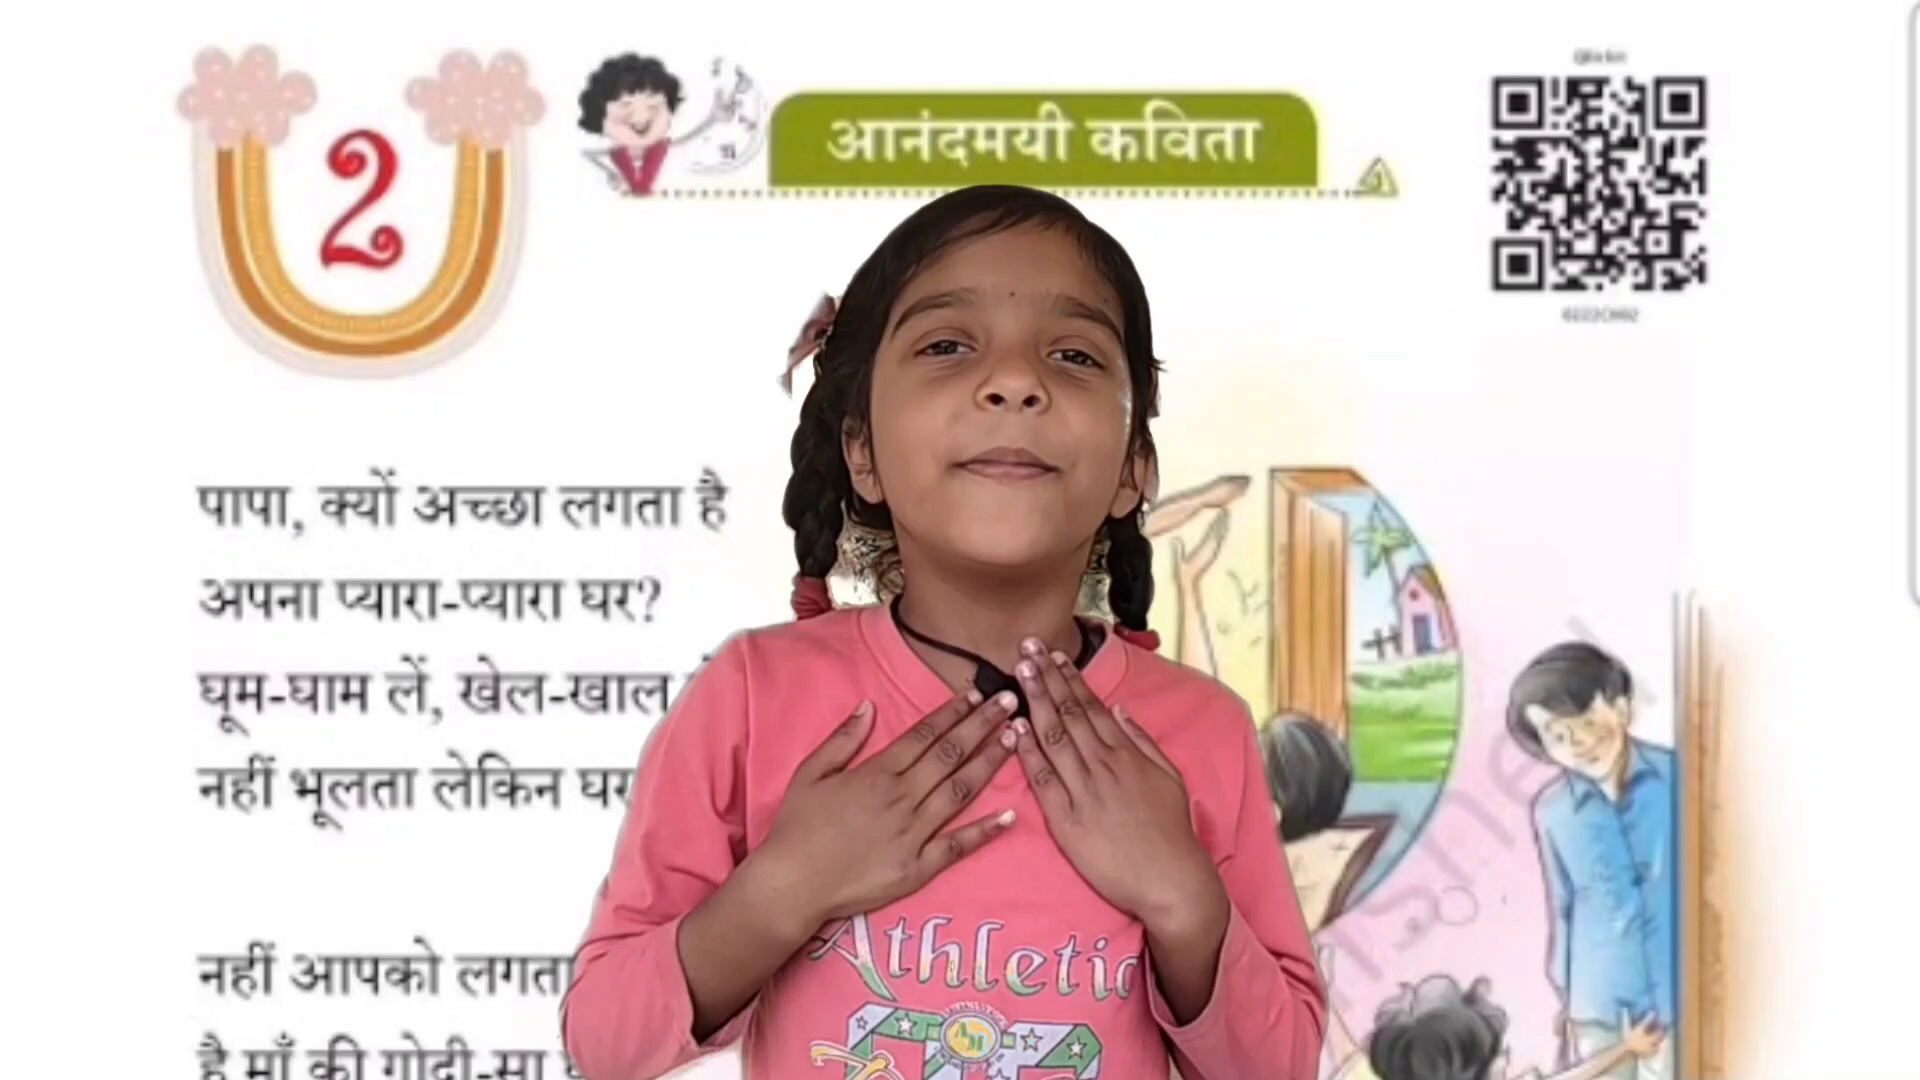 2
आनंदमयी कविता
पापा, क्यों अच्छा लगता है
अपना प्यारा-प्यारा घर?
घूम-घाम लें, खेल-खाल
नहीं भूलता लेकिन घर
नहीं आपको लगता
है माँ की गोदी-सा
Athletic